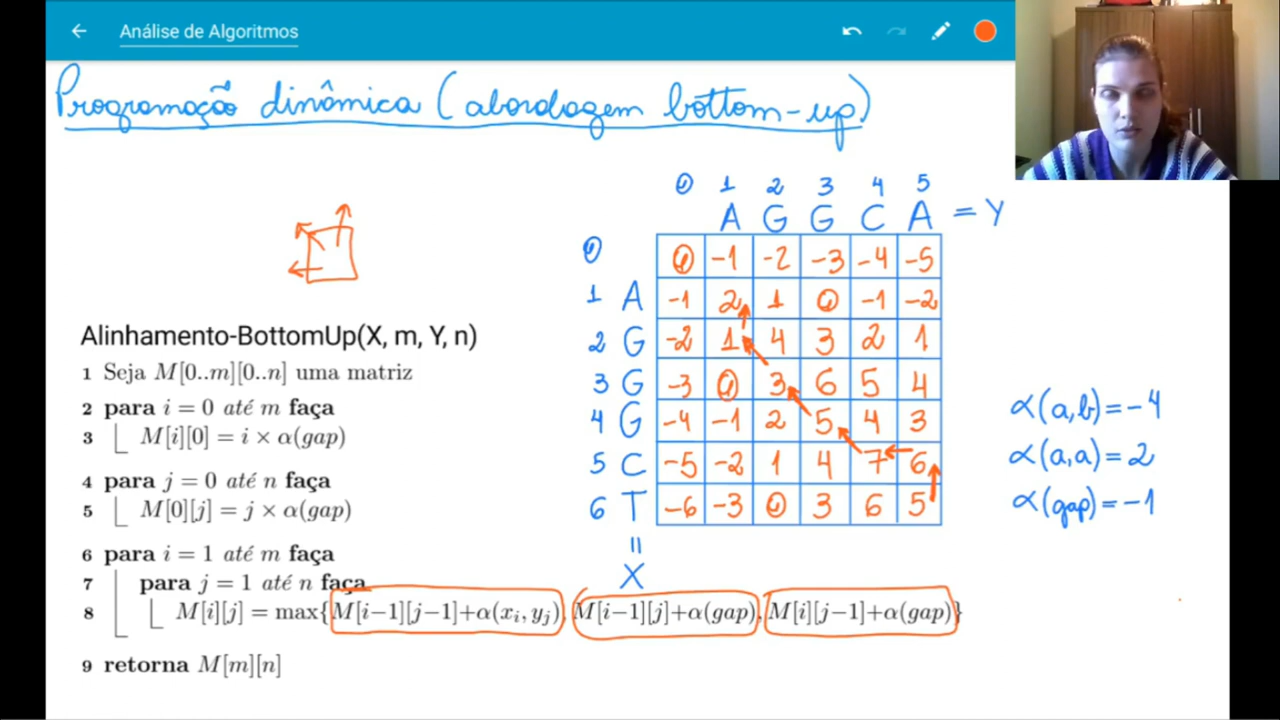 Análise de Algoritmos
Programação dinâmica (abordagem bottom-up)
0 1 2 3 4 5
A G G C A = Y
0 0 -1 -2 -3 -4 -5
1 A -1 2 1 0 -1 -2
2 G -2 1 4 3 2 1
3 G -3 0 3 6 5 4
4 G -4 -1 2 5 4 3
5 C -5 -2 1 4 7 6
6 T -6 -3 0 3 6 5
=
X
α(a,b) = -4
α(a,a) = 2
α(gap) = -1
Alinhamento-BottomUp(X, m, Y, n)
1 Seja M[0..m][0..n] uma matriz
2 para i = 0 até m faça
3 M[i][0] = i × α(gap)
4 para j = 0 até n faça
5 M[0][j] = j × α(gap)
6 para i = 1 até m faça
7 para j = 1 até n faça
8 M[i][j] = max{M[i−1][j−1]+α(xi, yj), M[i−1][j]+α(gap), M[i][j−1]+α(gap)}
9 retorna M[m][n]